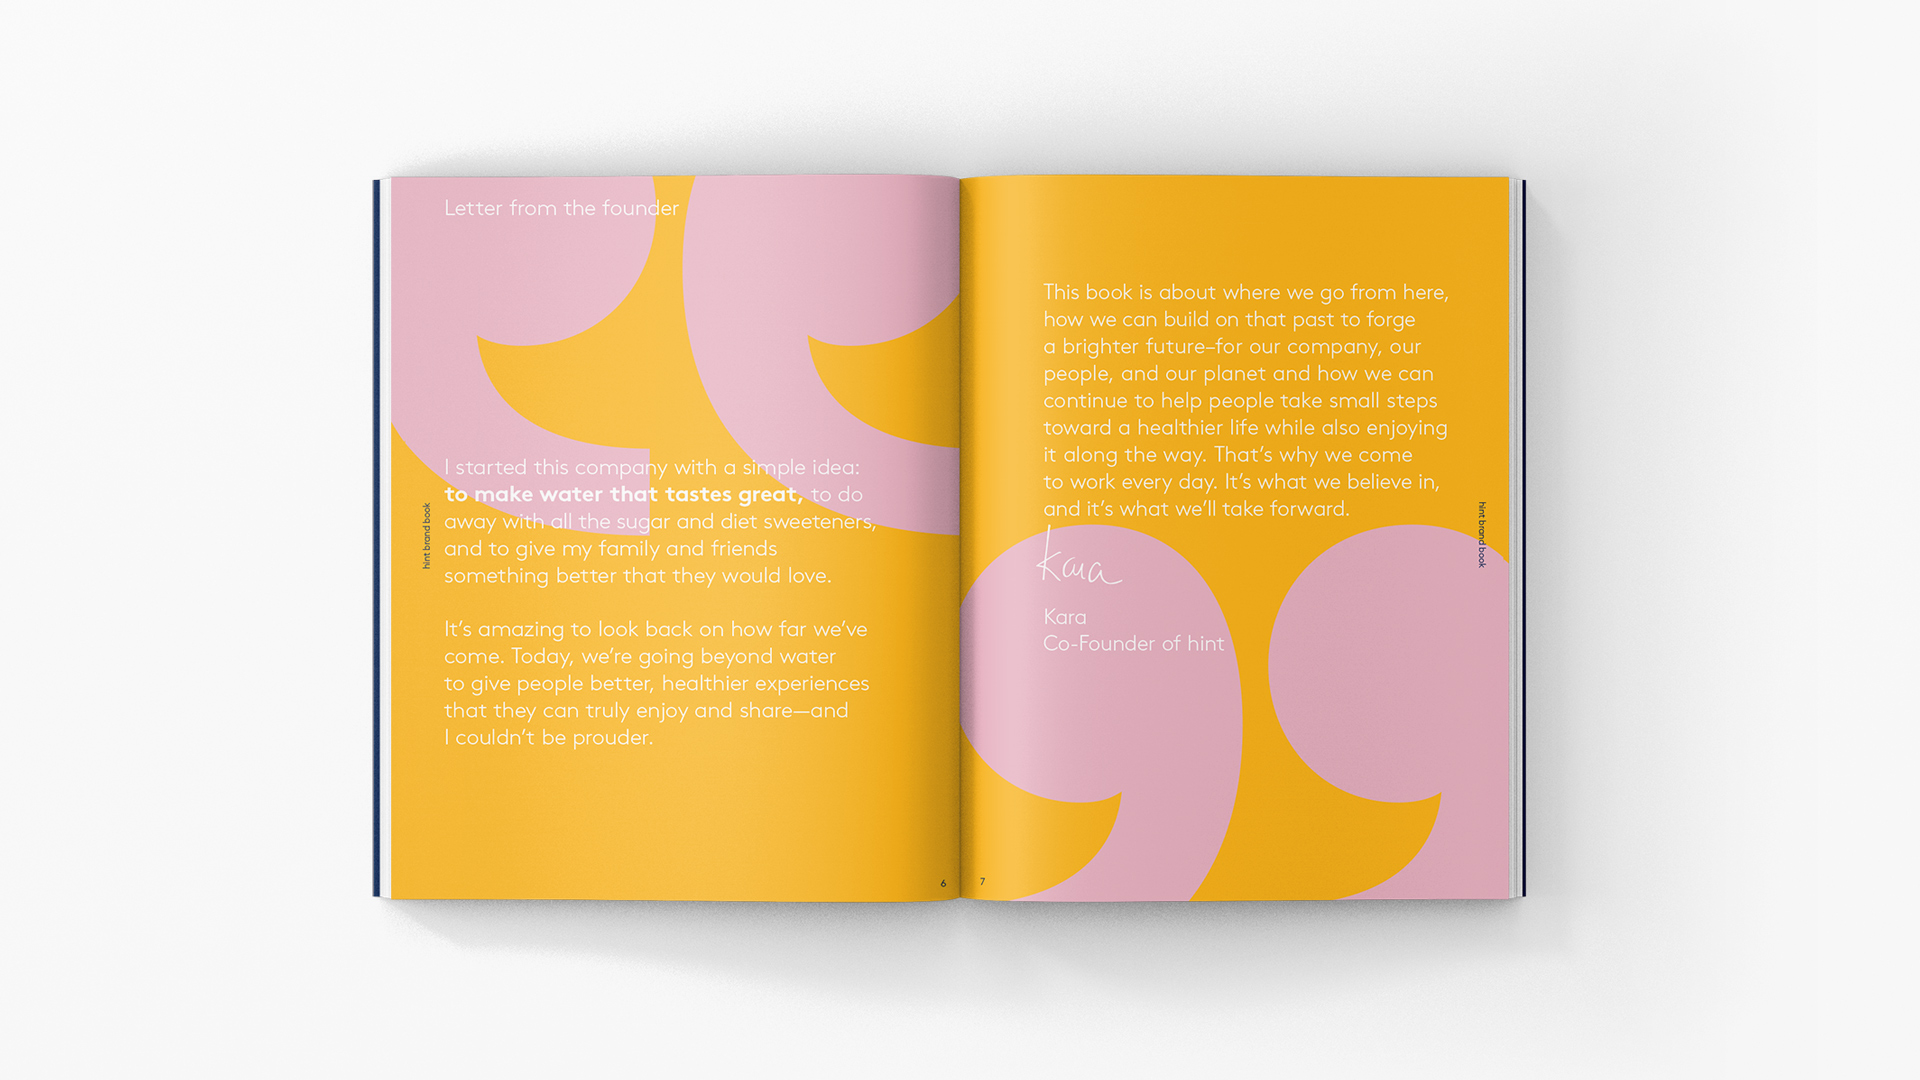 Letter from the founder
I started this company with a simple idea:
to make water that tastes great, to do
away with all the sugar and diet sweeteners,
and to give my family and friends
something better that they would love.
It’s amazing to look back on how far we’ve
come. Today, we’re going beyond water
to give people better, healthier experiences
that they can truly enjoy and share—and
I couldn’t be prouder.
hint brand book
6
This book is about where we go from here,
how we can build on that past to forge
a brighter future–for our company, our
people, and our planet and how we can
continue to help people take small steps
toward a healthier life while also enjoying
it along the way. That’s why we come
to work every day. It’s what we believe in,
and it’s what we’ll take forward.
Kara
Kara
Co-Founder of hint
hint brand book
7